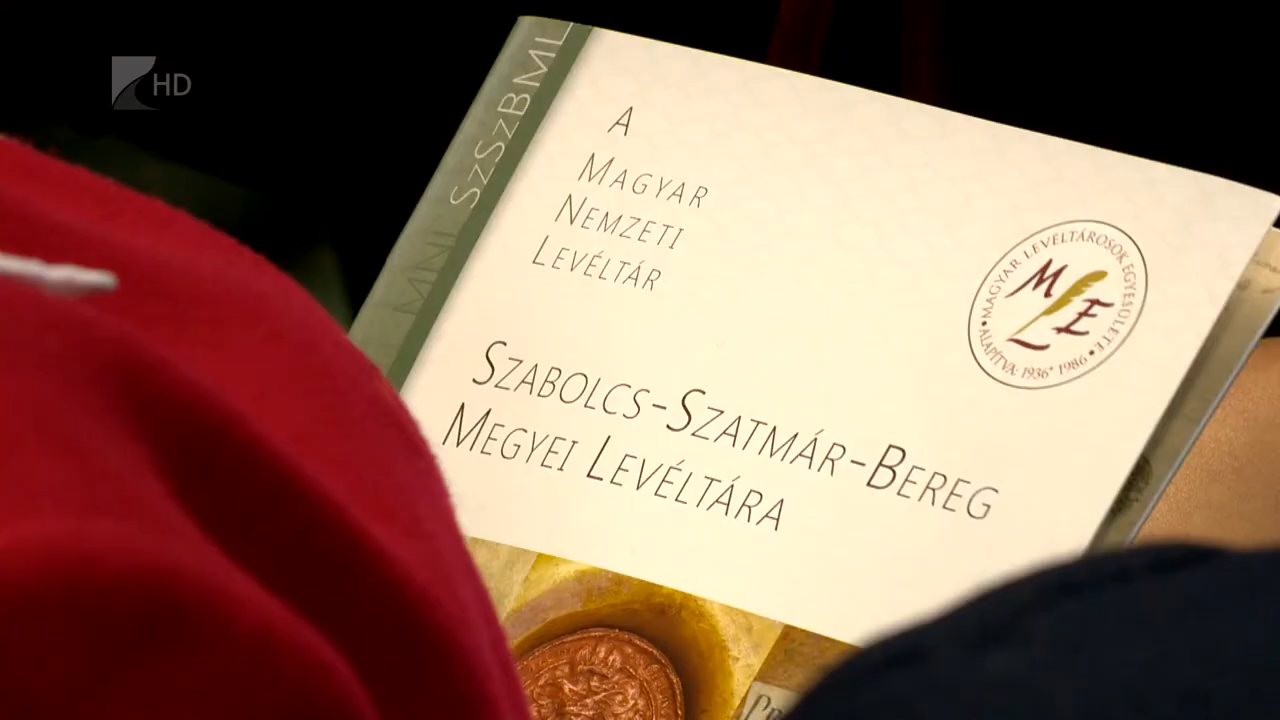 HD
MNL SzSzBML
A
MAGYAR
NEMZETI
LEVÉLTÁR
SZABOLCS-SZATMÁR-BEREG
MEGYEI LEVÉLTÁRA
• MAGYAR LEVÉLTÁROSOK EGYESÜLETE •
ALAPÍTVA: 1936* 1986
MLE